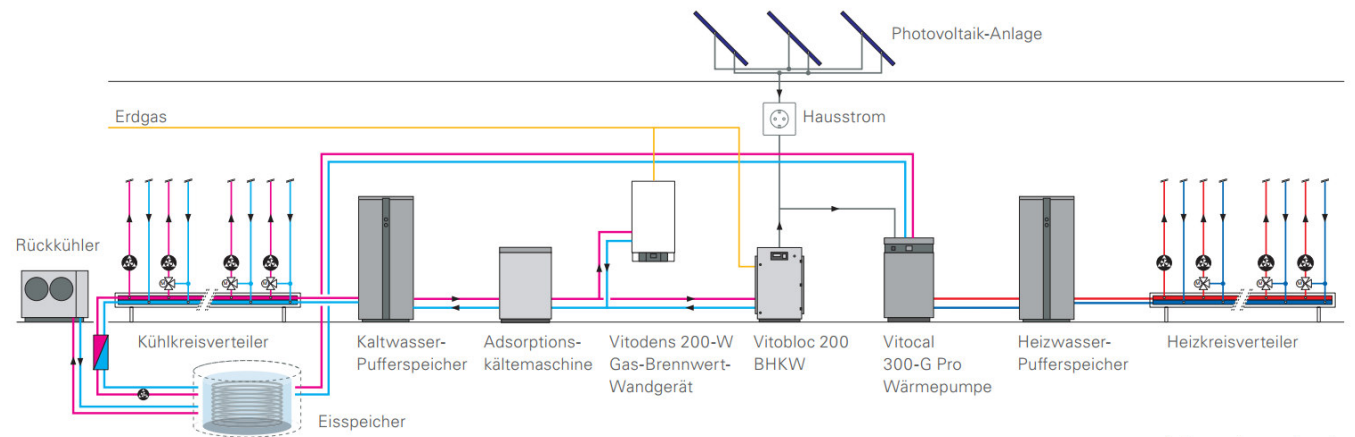 Photovoltaik-Anlage
Erdgas
Hausstrom
Rückkühler
Kühlkreisverteiler
Kaltwasser-
Pufferspeicher
Adsorptions-
kältemaschine
Vitodens 200-W
Gas-Brennwert-
Wandgerät
Vitobloc 200
BHKW
Vitocal
300-G Pro
Wärmepumpe
Heizwasser-
Pufferspeicher
Heizkreisverteiler
Eisspeicher